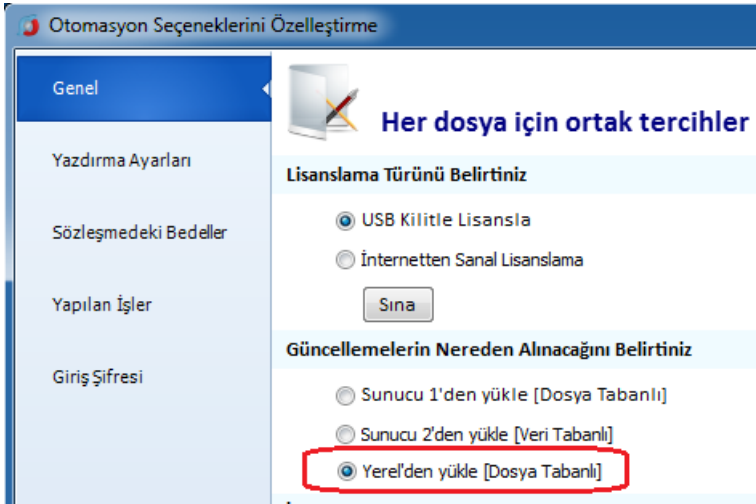 Otomasyon Seçeneklerini Özelleştirme
Genel
Yazdırma Ayarları
Sözleşmedeki Bedeller
Yapılan İşler
Giriş Şifresi
Her dosya için ortak tercihler
Lisanslama Türünü Belirtiniz
USB Kilitle Lisansla
İnternetten Sanal Lisanslama
Sına
Güncellemelerin Nereden Alınacağını Belirtiniz
Sunucu 1'den yükle [Dosya Tabanlı]
Sunucu 2'den yükle [Veri Tabanlı]
Yerel'den yükle [Dosya Tabanlı]